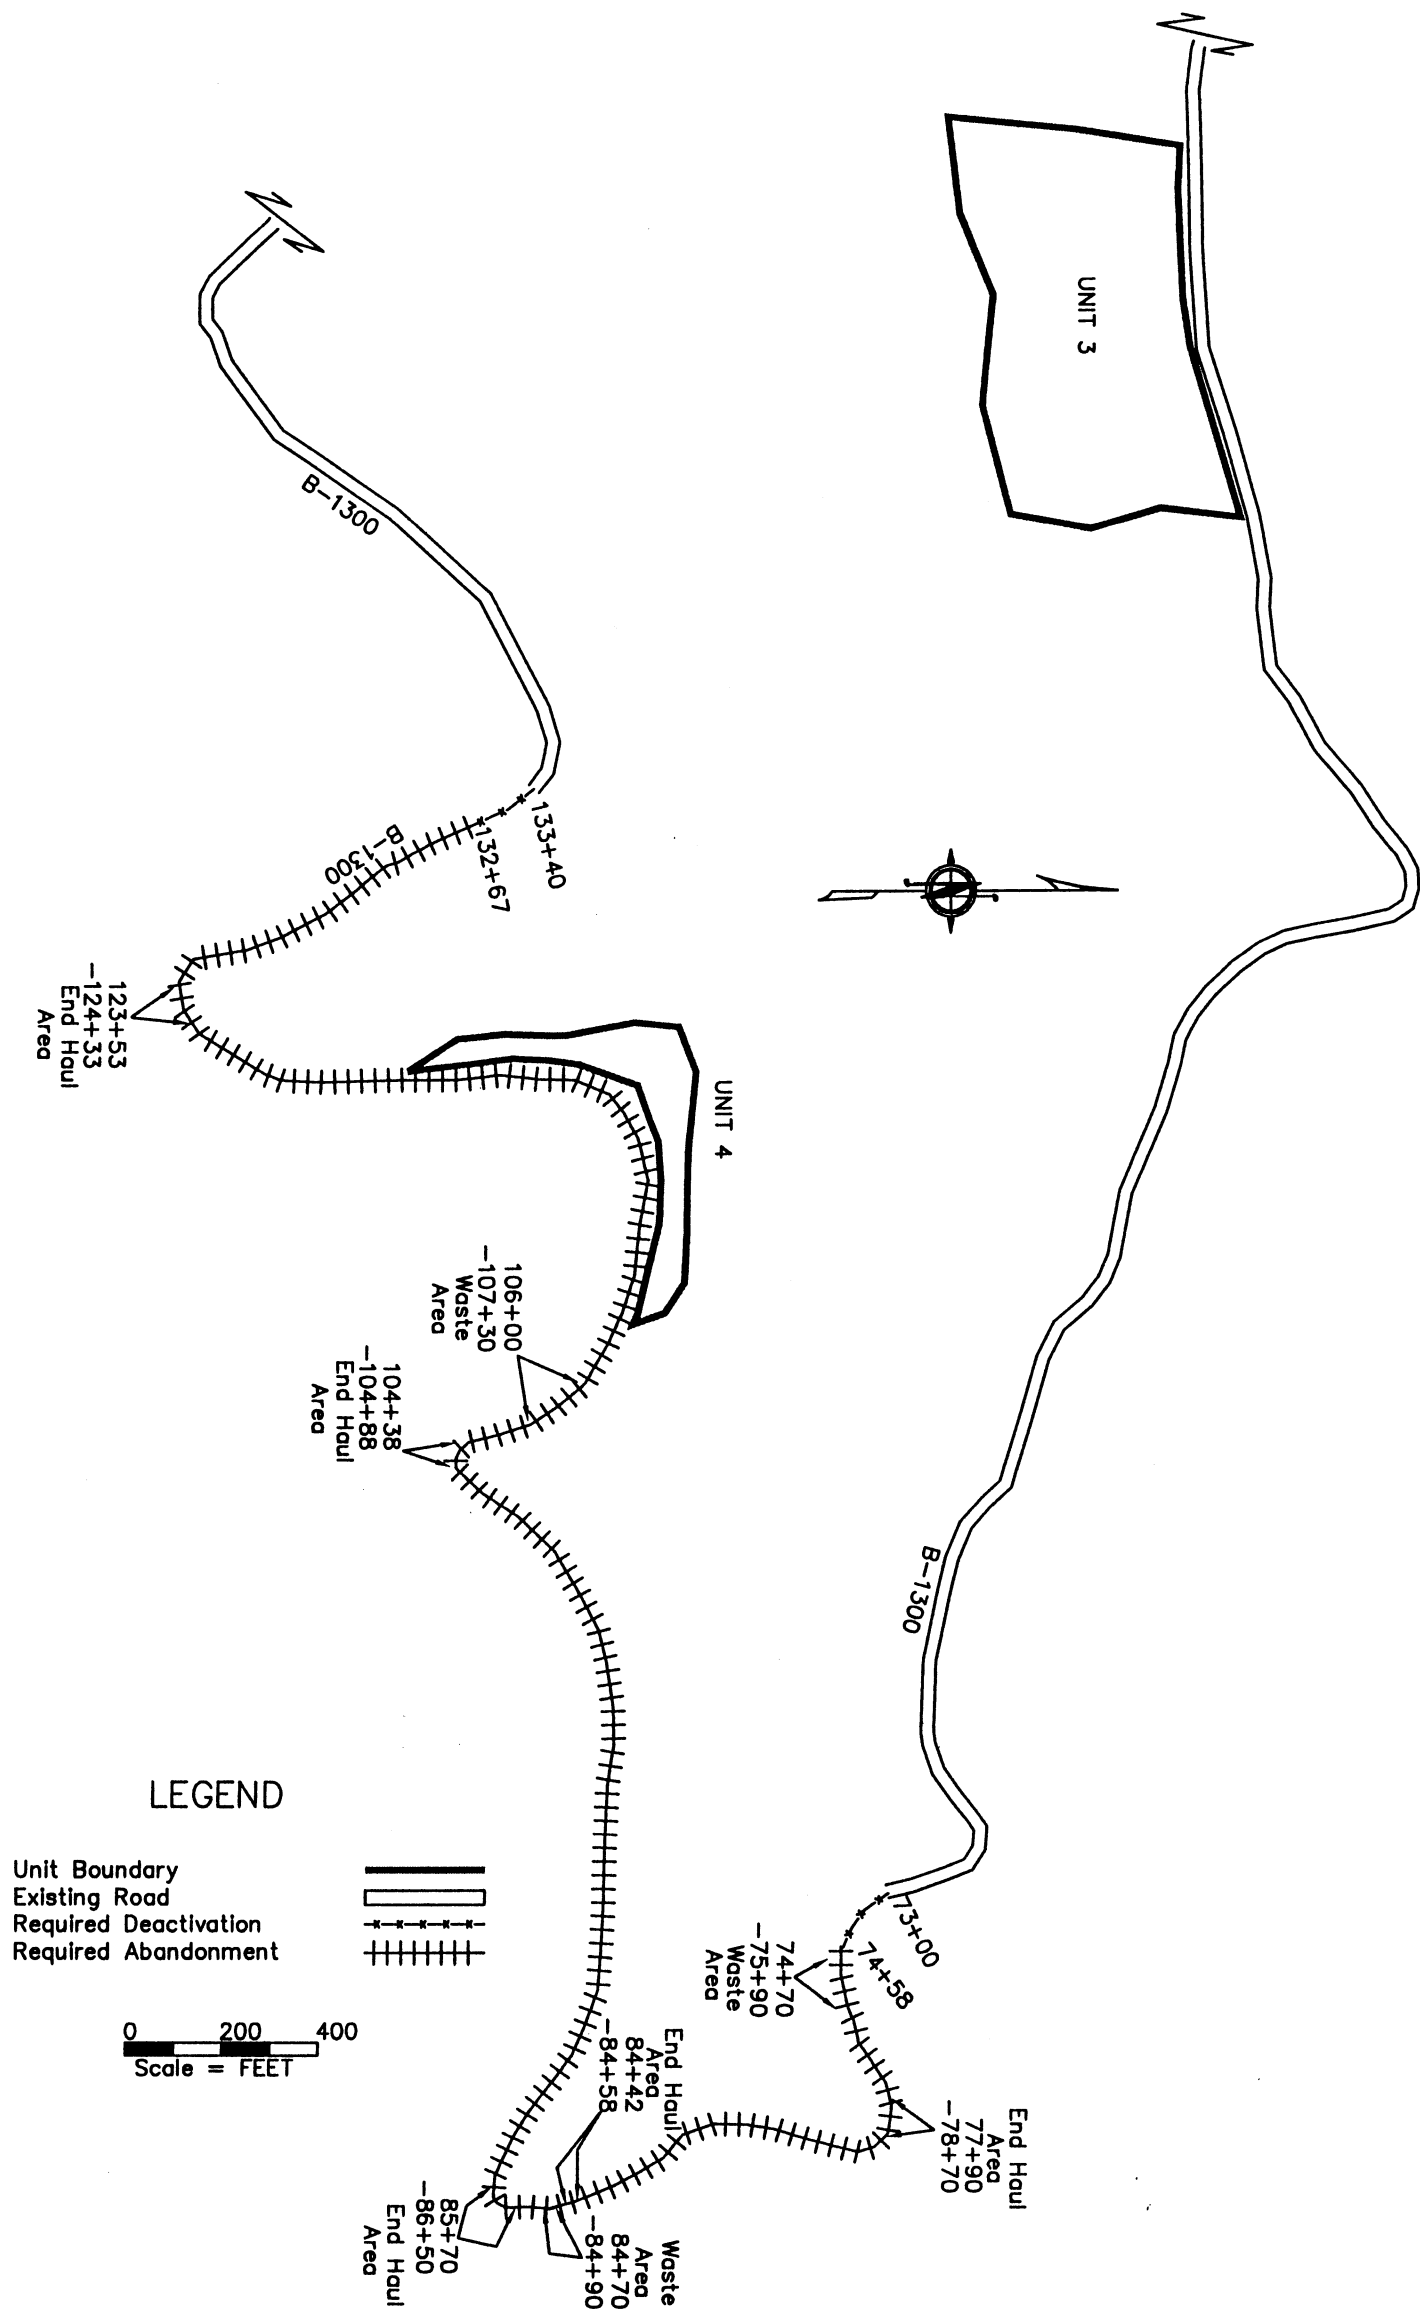 UNIT 3
B-1300
133+40
132+67
B-1300
123+53
-124+33
End Haul
Area
UNIT 4
106+00
-107+30
Waste
Area
104+38
-104+88
End Haul
Area
B-1300
73+00
74+58
74+70
-75+90
Waste
Area
End Haul
Area
77+90
-78+70
End Haul
Area
84+42
-84+58
Waste
Area
84+70
-84+90
85+70
-86+50
End Haul
Area
LEGEND
Unit Boundary
Existing Road
Required Deactivation
Required Abandonment
0 200 400
Scale = FEET